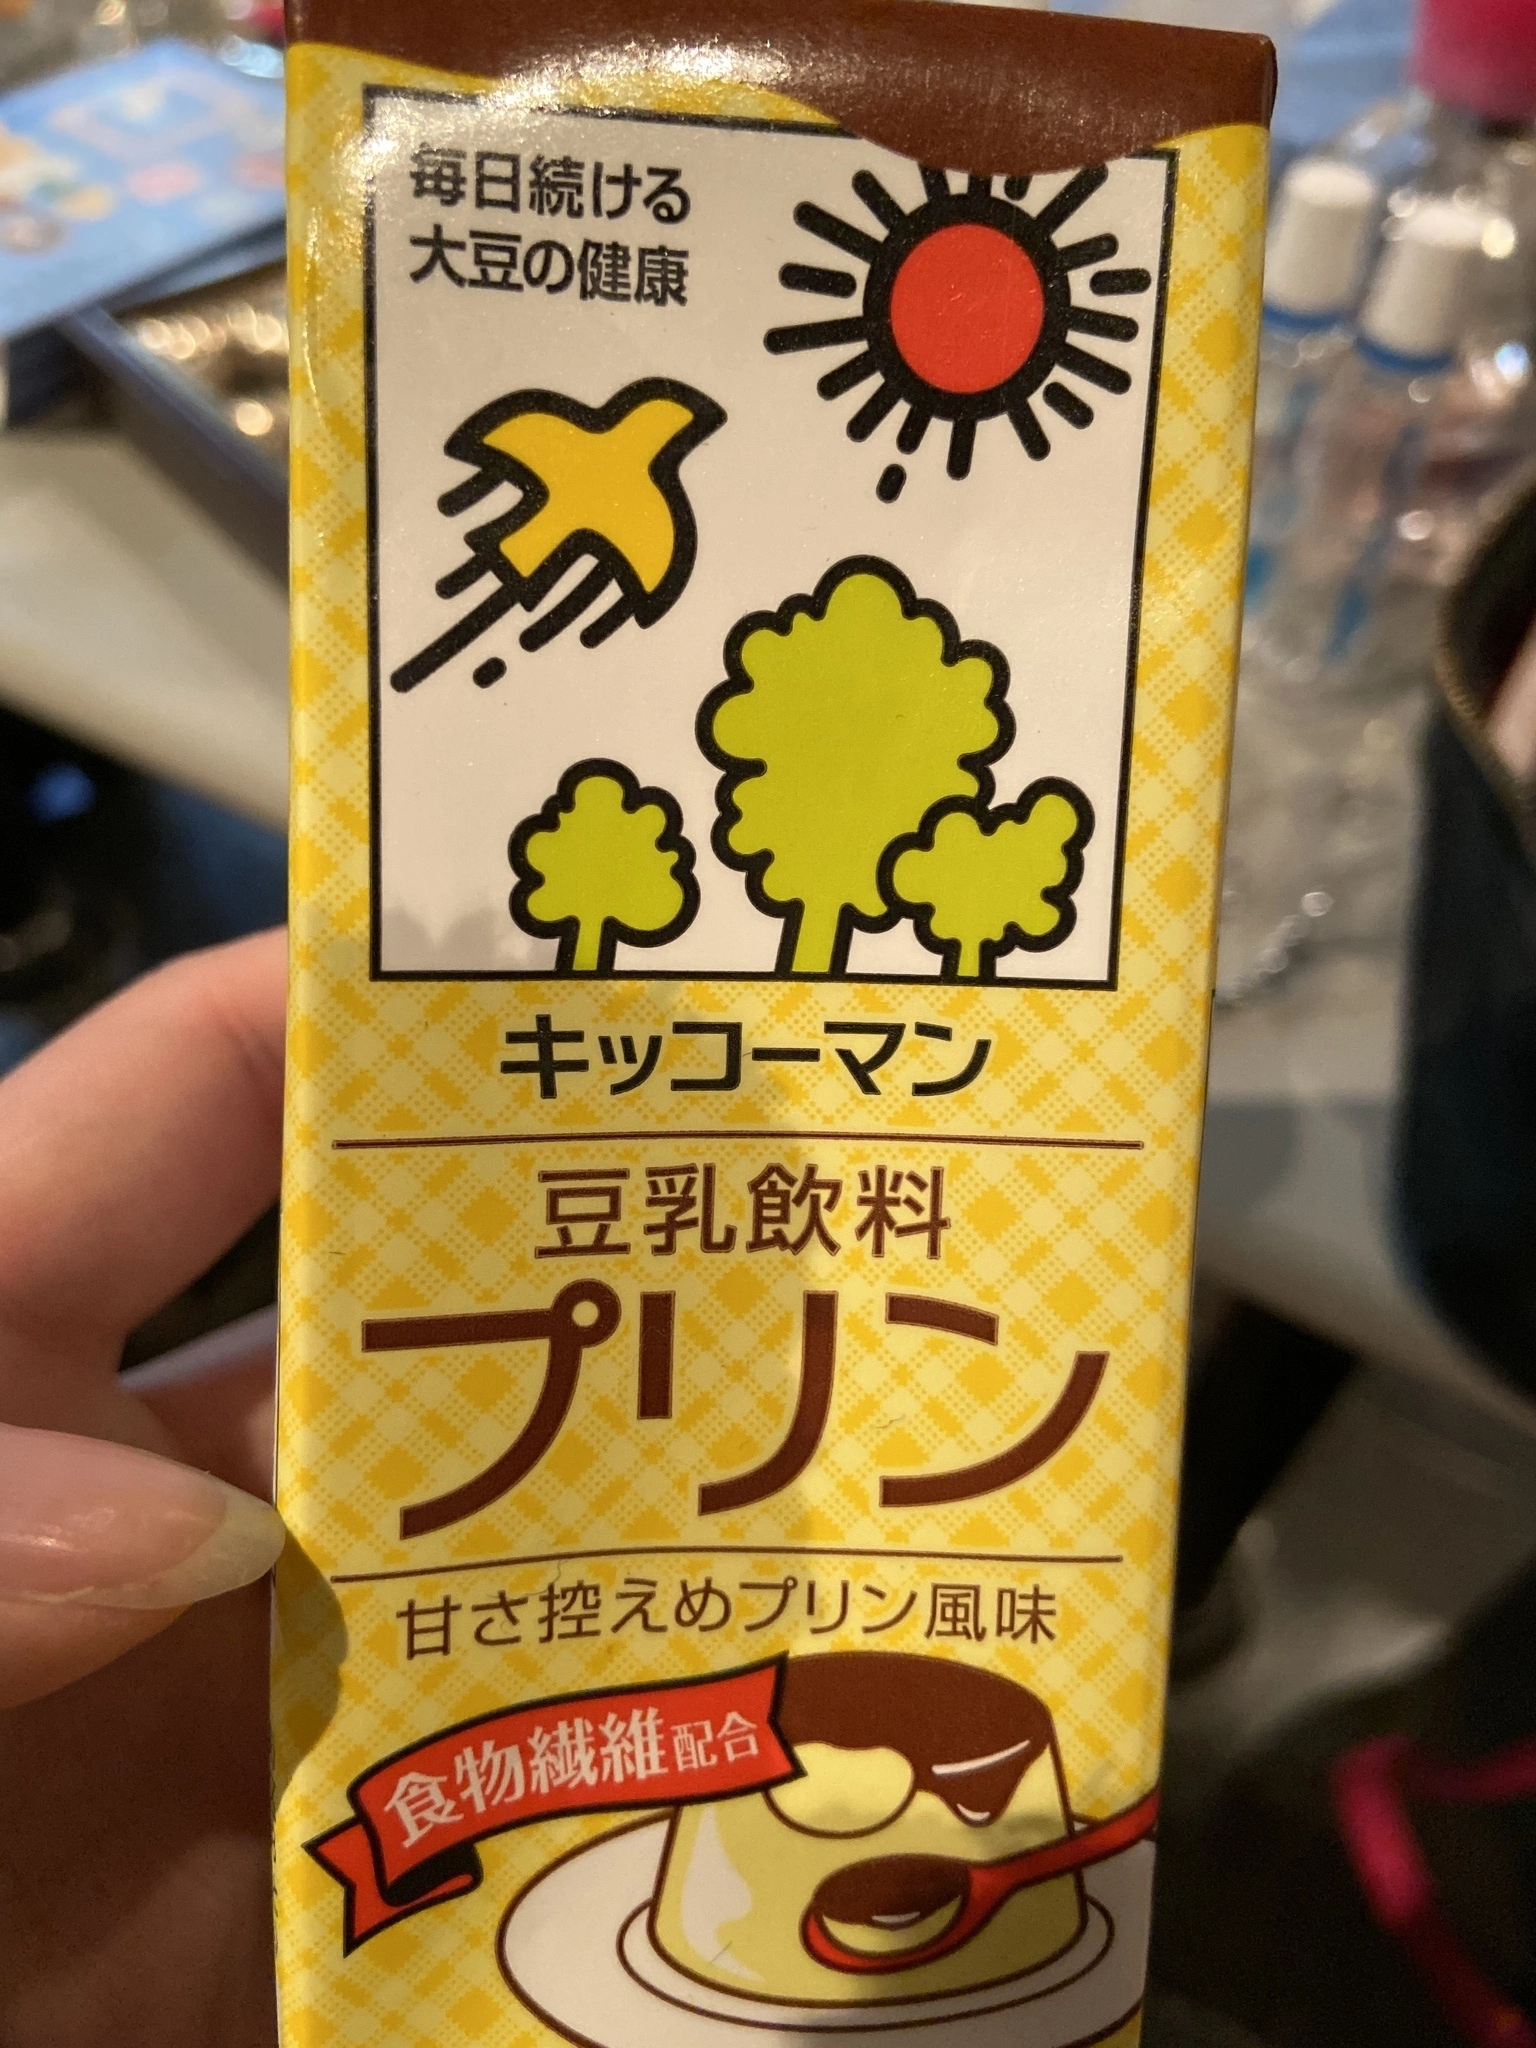 毎日続ける
大豆の健康
キッコーマン
豆乳飲料
プリン
甘さ控えめプリン風味
食物繊維配合